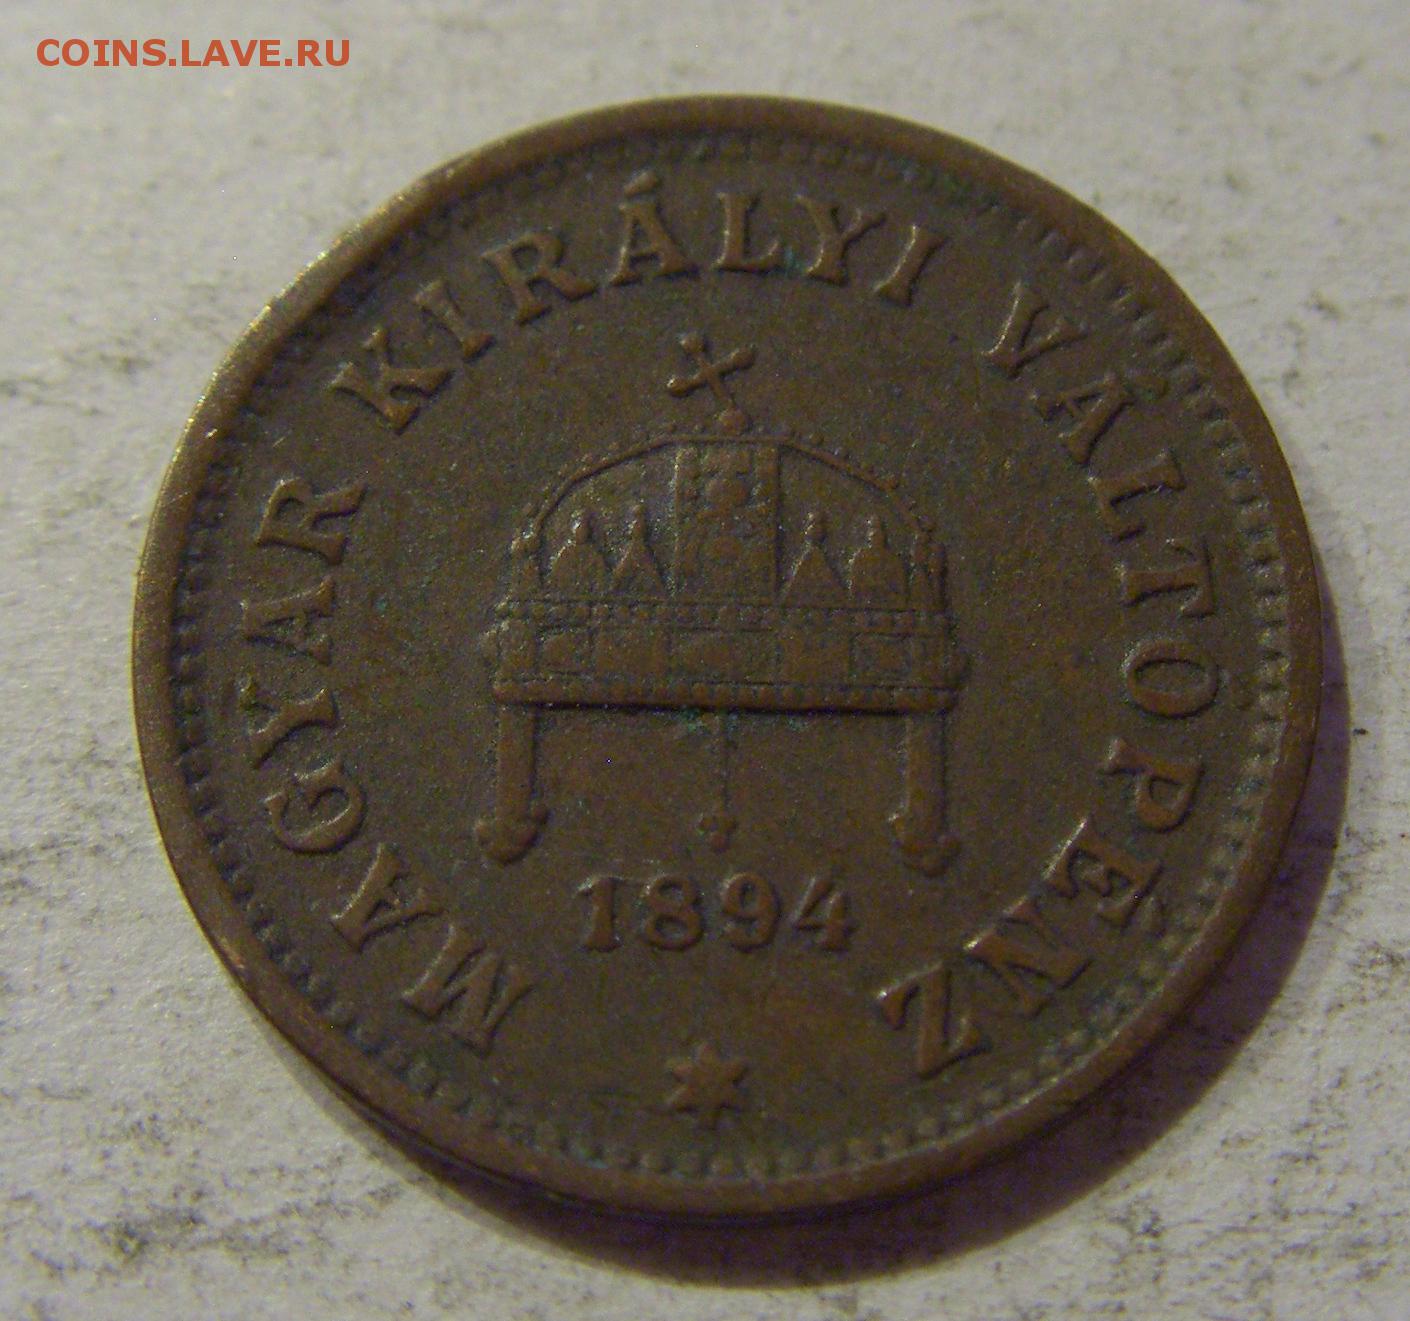 COINS.LAVE.RU
MAGYAR KIRÁLYI VÁLTÓPÉNZ
1894